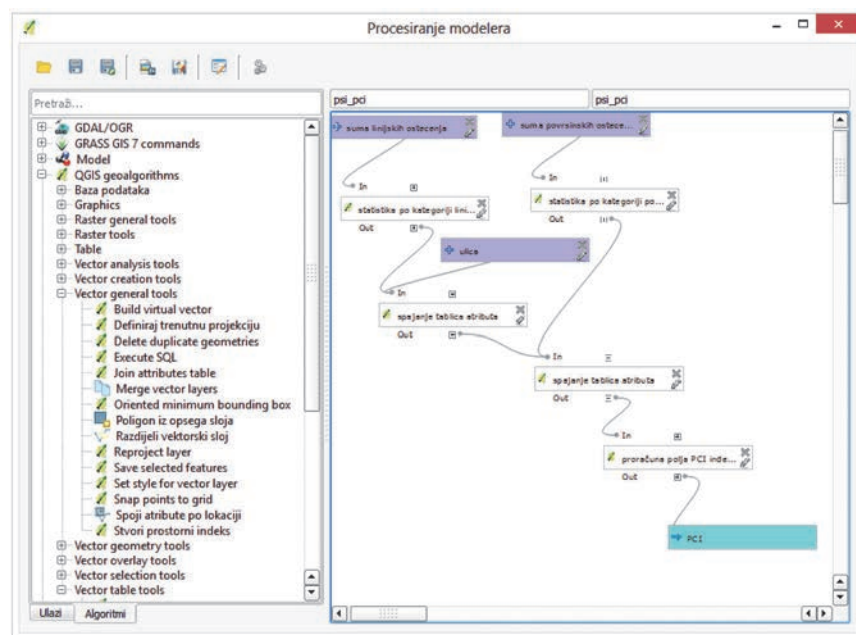 Procesiranje modelera
Pretraži...
GDAL/OGR
GRASS GIS 7 commands
Model
QGIS geoalgorithms
Baza podataka
Graphics
Raster general tools
Raster tools
Table
Vector analysis tools
Vector creation tools
Vector general tools
Build virtual vector
Definiraj trenutnu projekciju
Delete duplicate geometries
Execute SQL
Join attributes table
Merge vector layers
Oriented minimum bounding box
Poligon iz opsega sloja
Razdijeli vektorski sloj
Reproject layer
Save selected features
Set style for vector layer
Snap points to grid
Spoji atribute po lokaciji
Stvori prostorni indeks
Vector geometry tools
Vector overlay tools
Vector selection tools
Vector table tools
Ulazi Algoritmi
psi_pci psi_pci
suma linijskih ostecenja
suma povrsinskih ostece...
In
statistika po kategoriji lini...
Out
In
statistika po kategoriji po...
Out
ulica
In
spajanje tablica atributa
Out
In
spajanje tablica atributa
Out
In
proračuna polja PCI inde...
Out
PCI